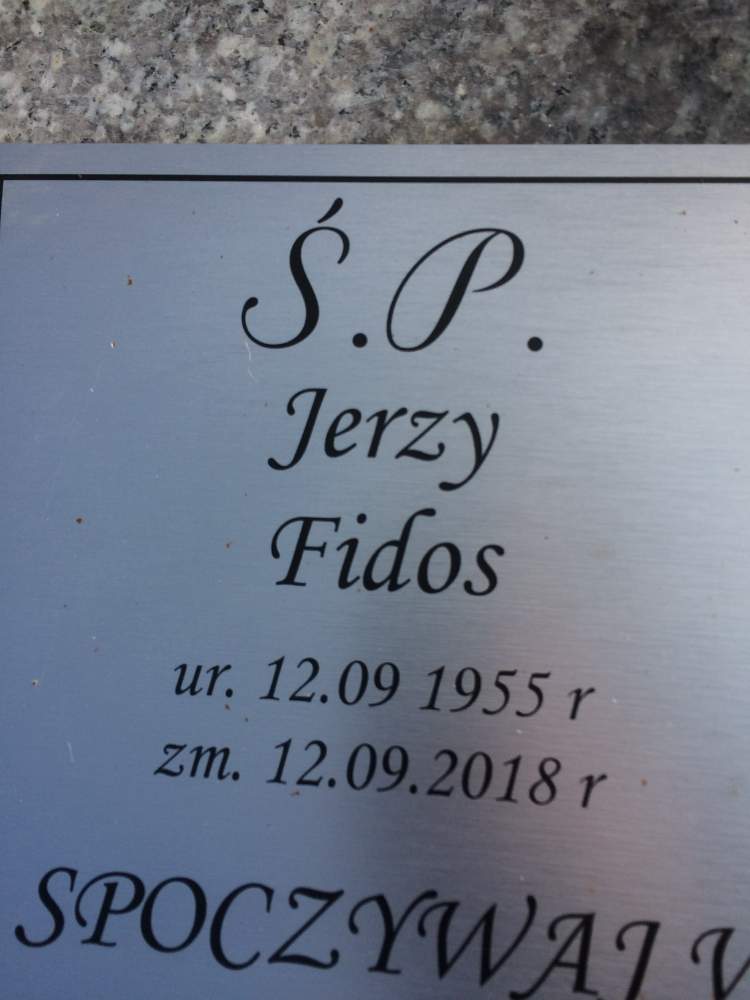 Ś.P.
Jerzy
Fidos
ur. 12.09 1955 r
zm. 12.09.2018 r
SPOCZYWAJ